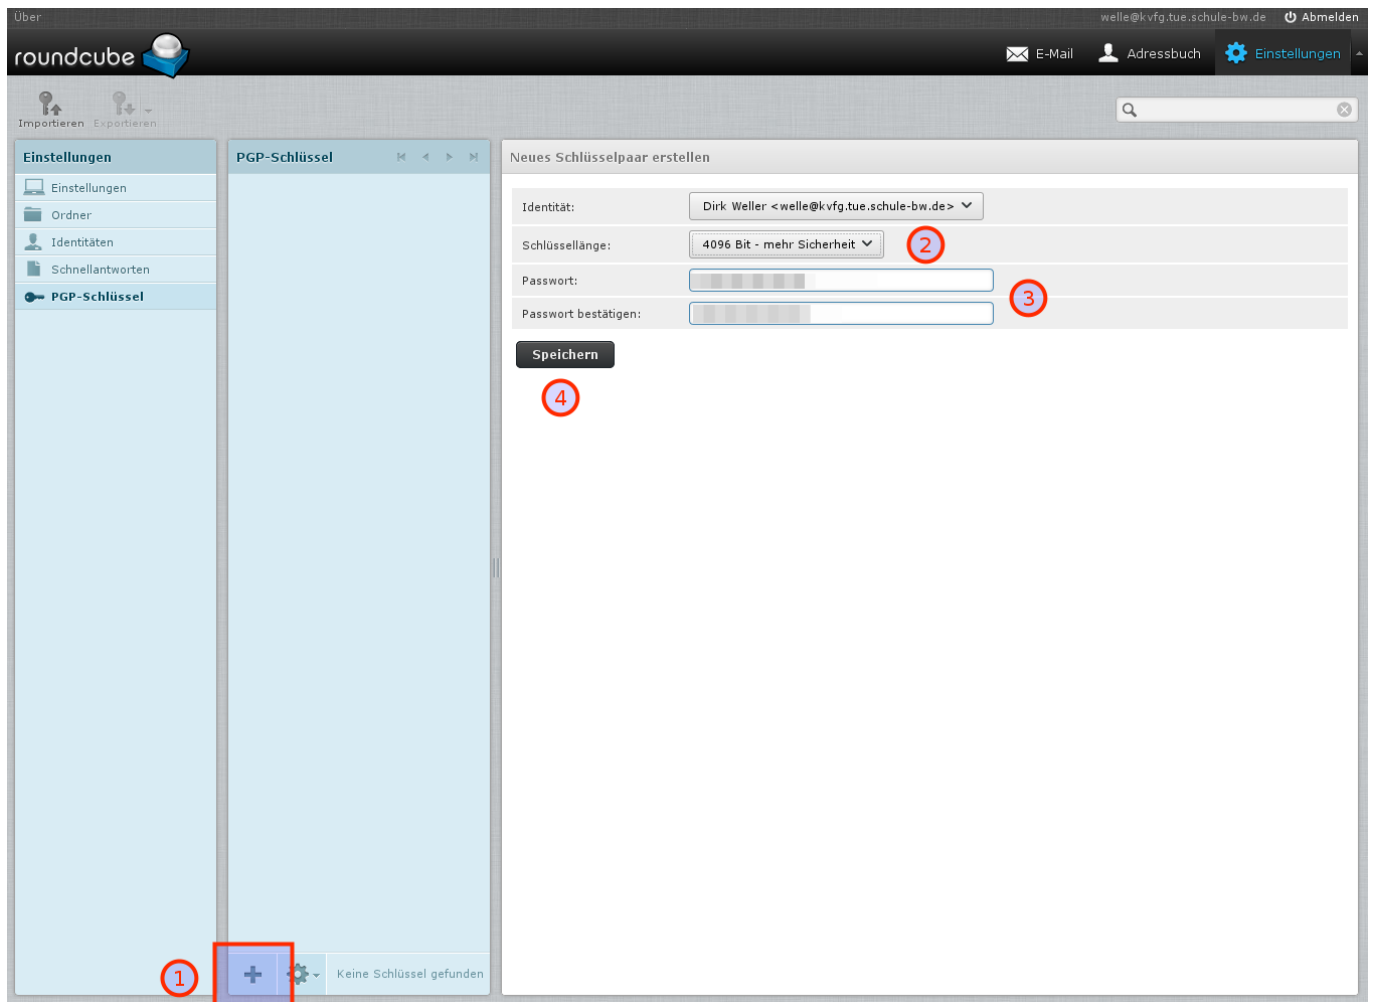 Über
welle@kvfg.tue.schule-bw.de Abmelden
roundcube
E-Mail Adressbuch Einstellungen
Importieren Exportieren
Einstellungen
Einstellungen
Ordner
Identitäten
Schnellantworten
PGP-Schlüssel
PGP-Schlüssel
Neues Schlüsselpaar erstellen
Identität: Dirk Weller <welle@kvfg.tue.schule-bw.de>
Schlüssellänge: 4096 Bit - mehr Sicherheit 2
Passwort:
3
Passwort bestätigen:
Speichern
4
1
Keine Schlüssel gefunden